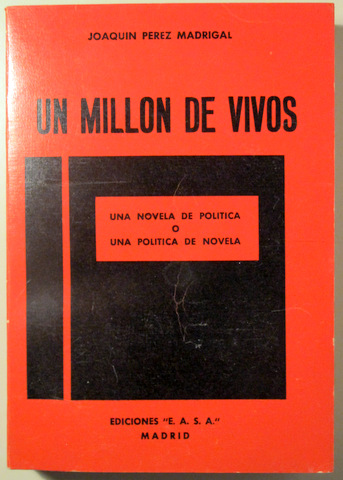 JOAQUIN PEREZ MADRIGAL
UN MILLON DE VIVOS
UNA NOVELA DE POLITICA
O
UNA POLITICA DE NOVELA
EDICIONES "E. A. S. A."
MADRID